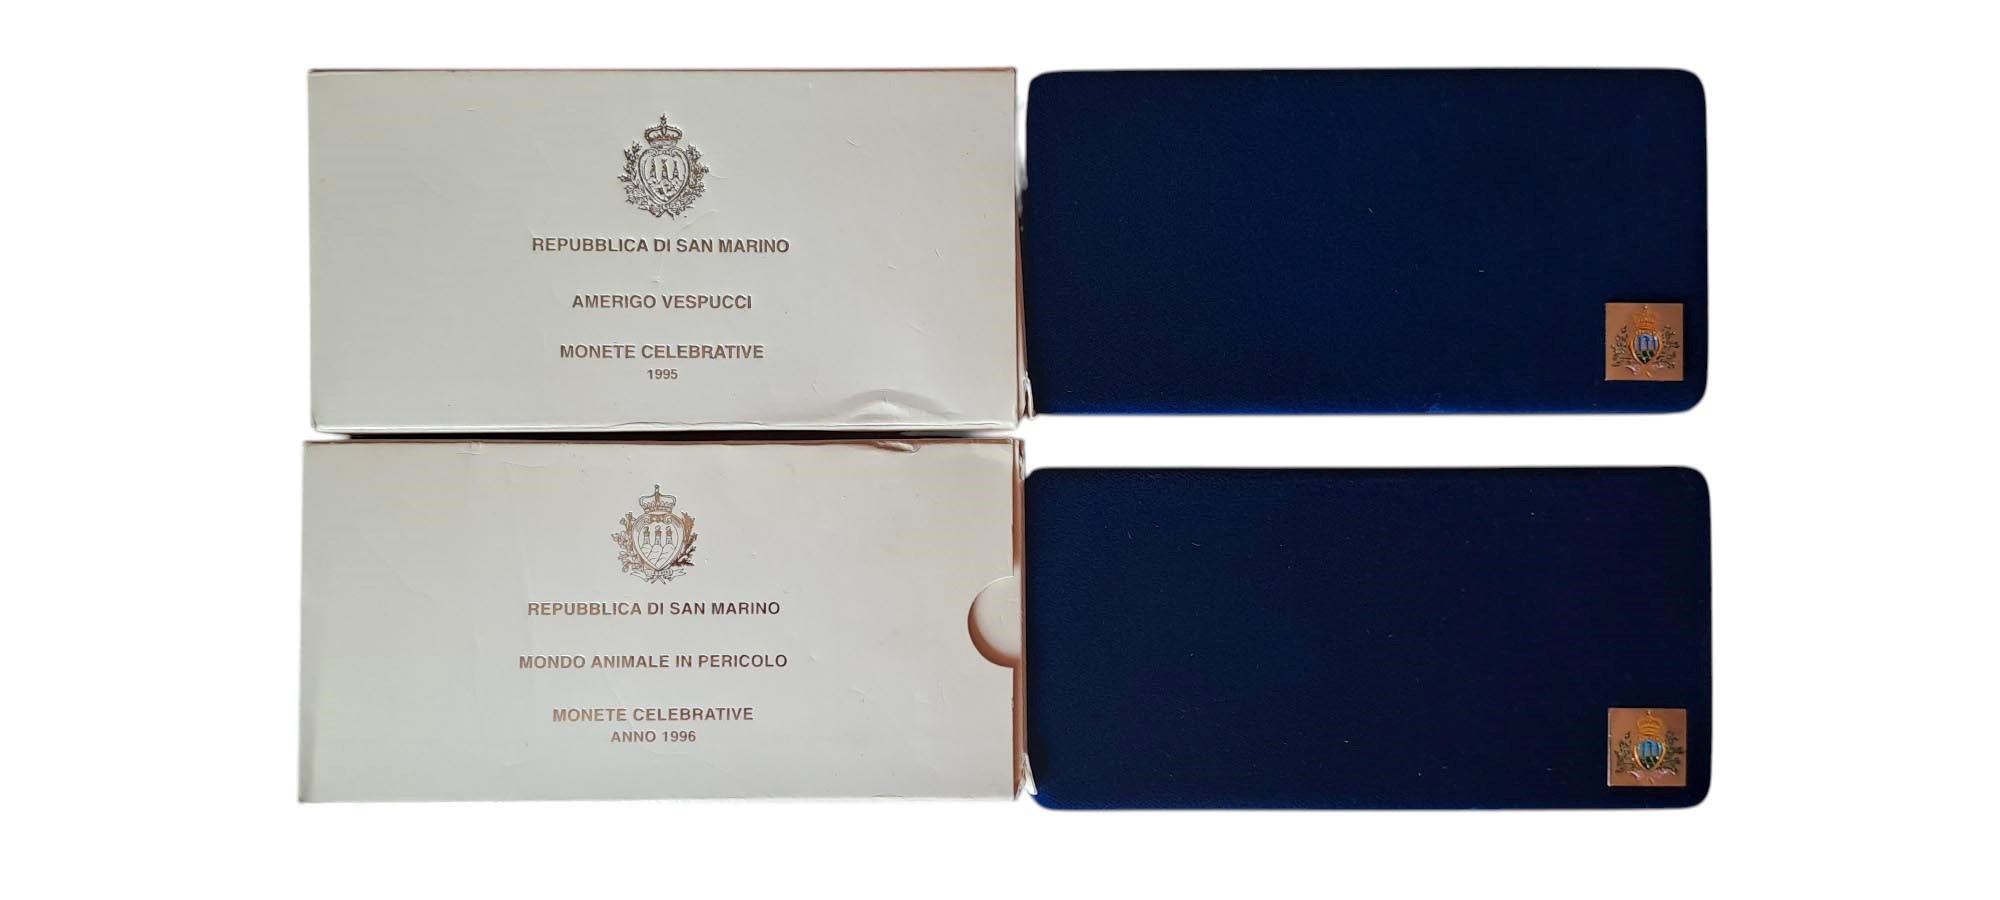 REPUBBLICA DI SAN MARINO
AMERIGO VESPUCCI
MONETE CELEBRATIVE
1995
REPUBBLICA DI SAN MARINO
MONDO ANIMALE IN PERICOLO
MONETE CELEBRATIVE
ANNO 1996